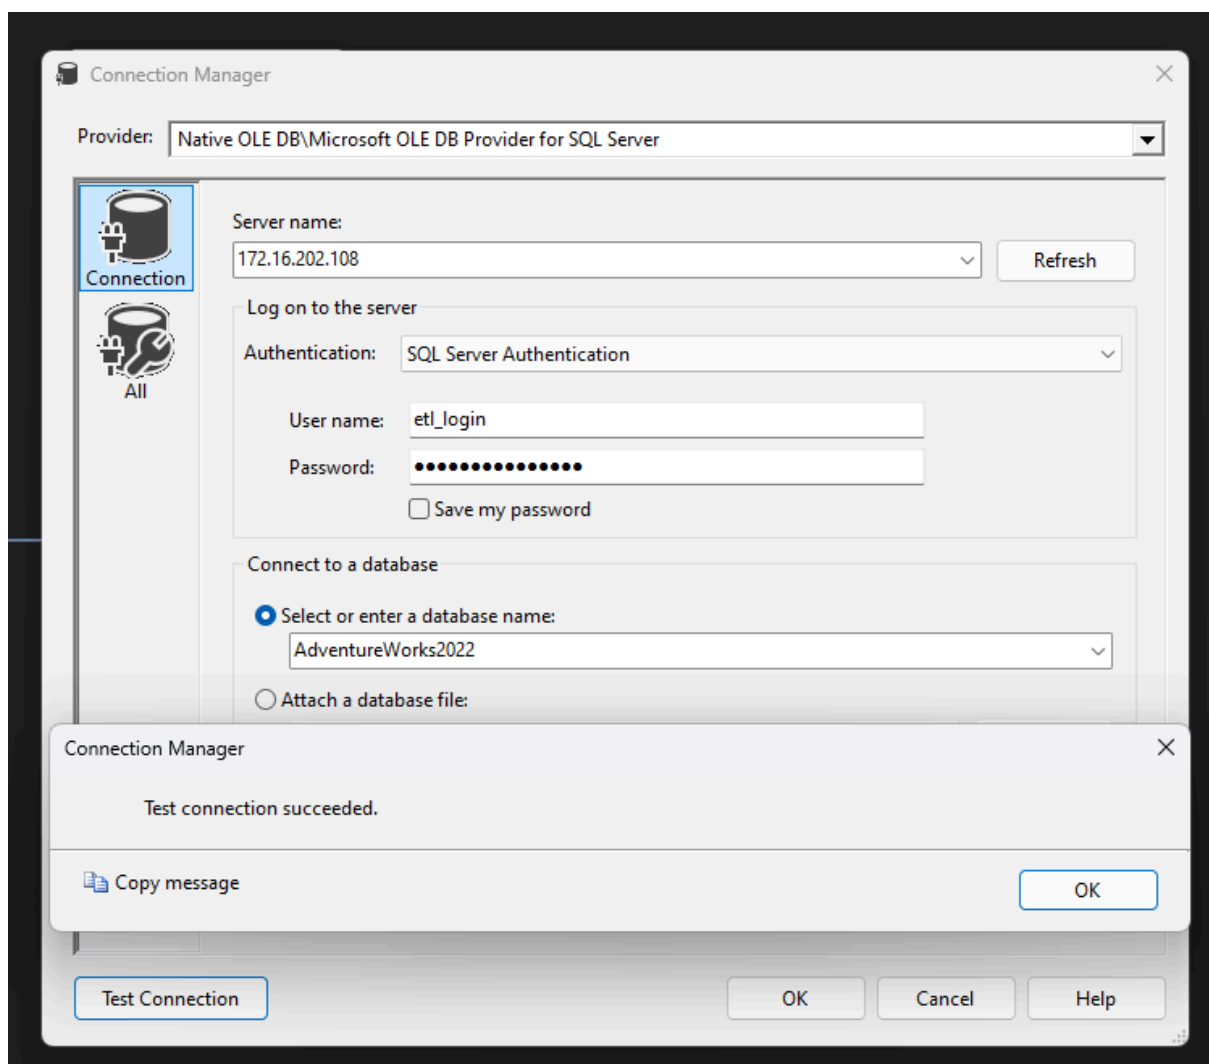 Connection Manager
Provider: Native OLE DB\Microsoft OLE DB Provider for SQL Server
Connection
All
Server name:
172.16.202.108
Refresh
Log on to the server
Authentication: SQL Server Authentication
User name: etl_login
Password: ●●●●●●●●●●●●●●●
Save my password
Connect to a database
Select or enter a database name:
AdventureWorks2022
Attach a database file:
Connection Manager
Test connection succeeded.
Copy message
OK
Test Connection
OK
Cancel
Help